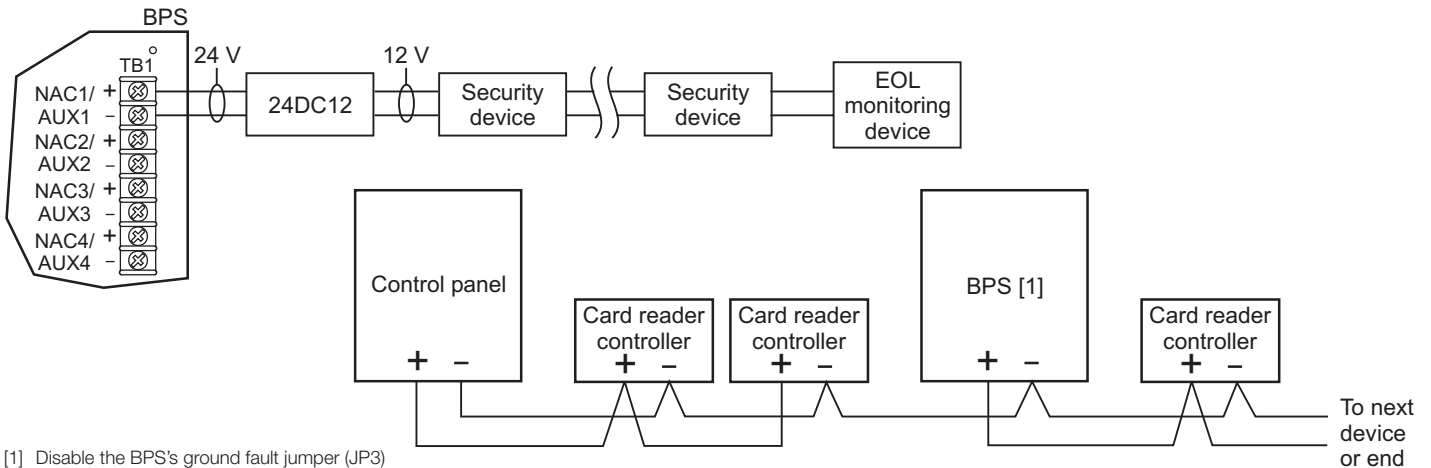 BPS
TB1
24 V
12 V
NAC1/ +
AUX1 –
NAC2/ +
AUX2 –
NAC3/ +
AUX3 –
NAC4/ +
AUX4 –
24DC12
Security
device
Security
device
EOL
monitoring
device
Control panel
+ –
Card reader
controller
+ –
Card reader
controller
+ –
BPS [1]
+ –
Card reader
controller
+ –
To next
device
or end
[1] Disable the BPS's ground fault jumper (JP3)